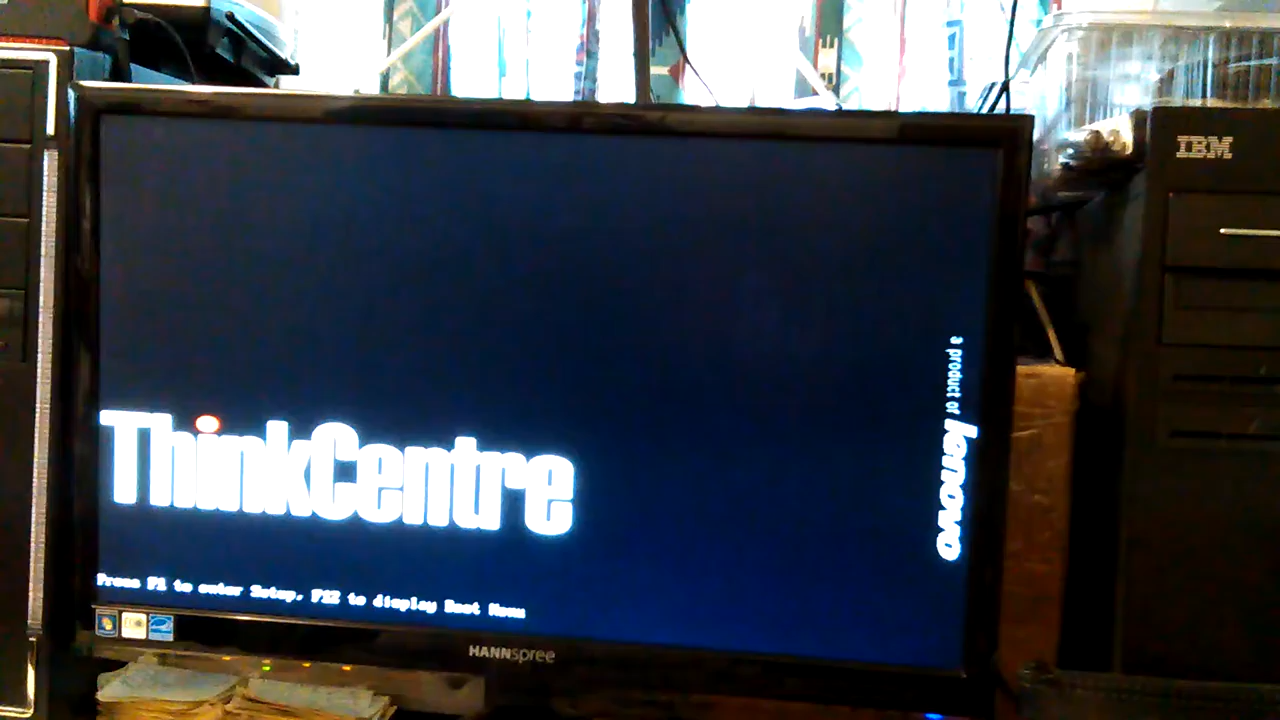 IBM
a product of lenovo
ThinkCentre
Press F1 to enter Setup, F12 to display Boot Menu
HANNspree